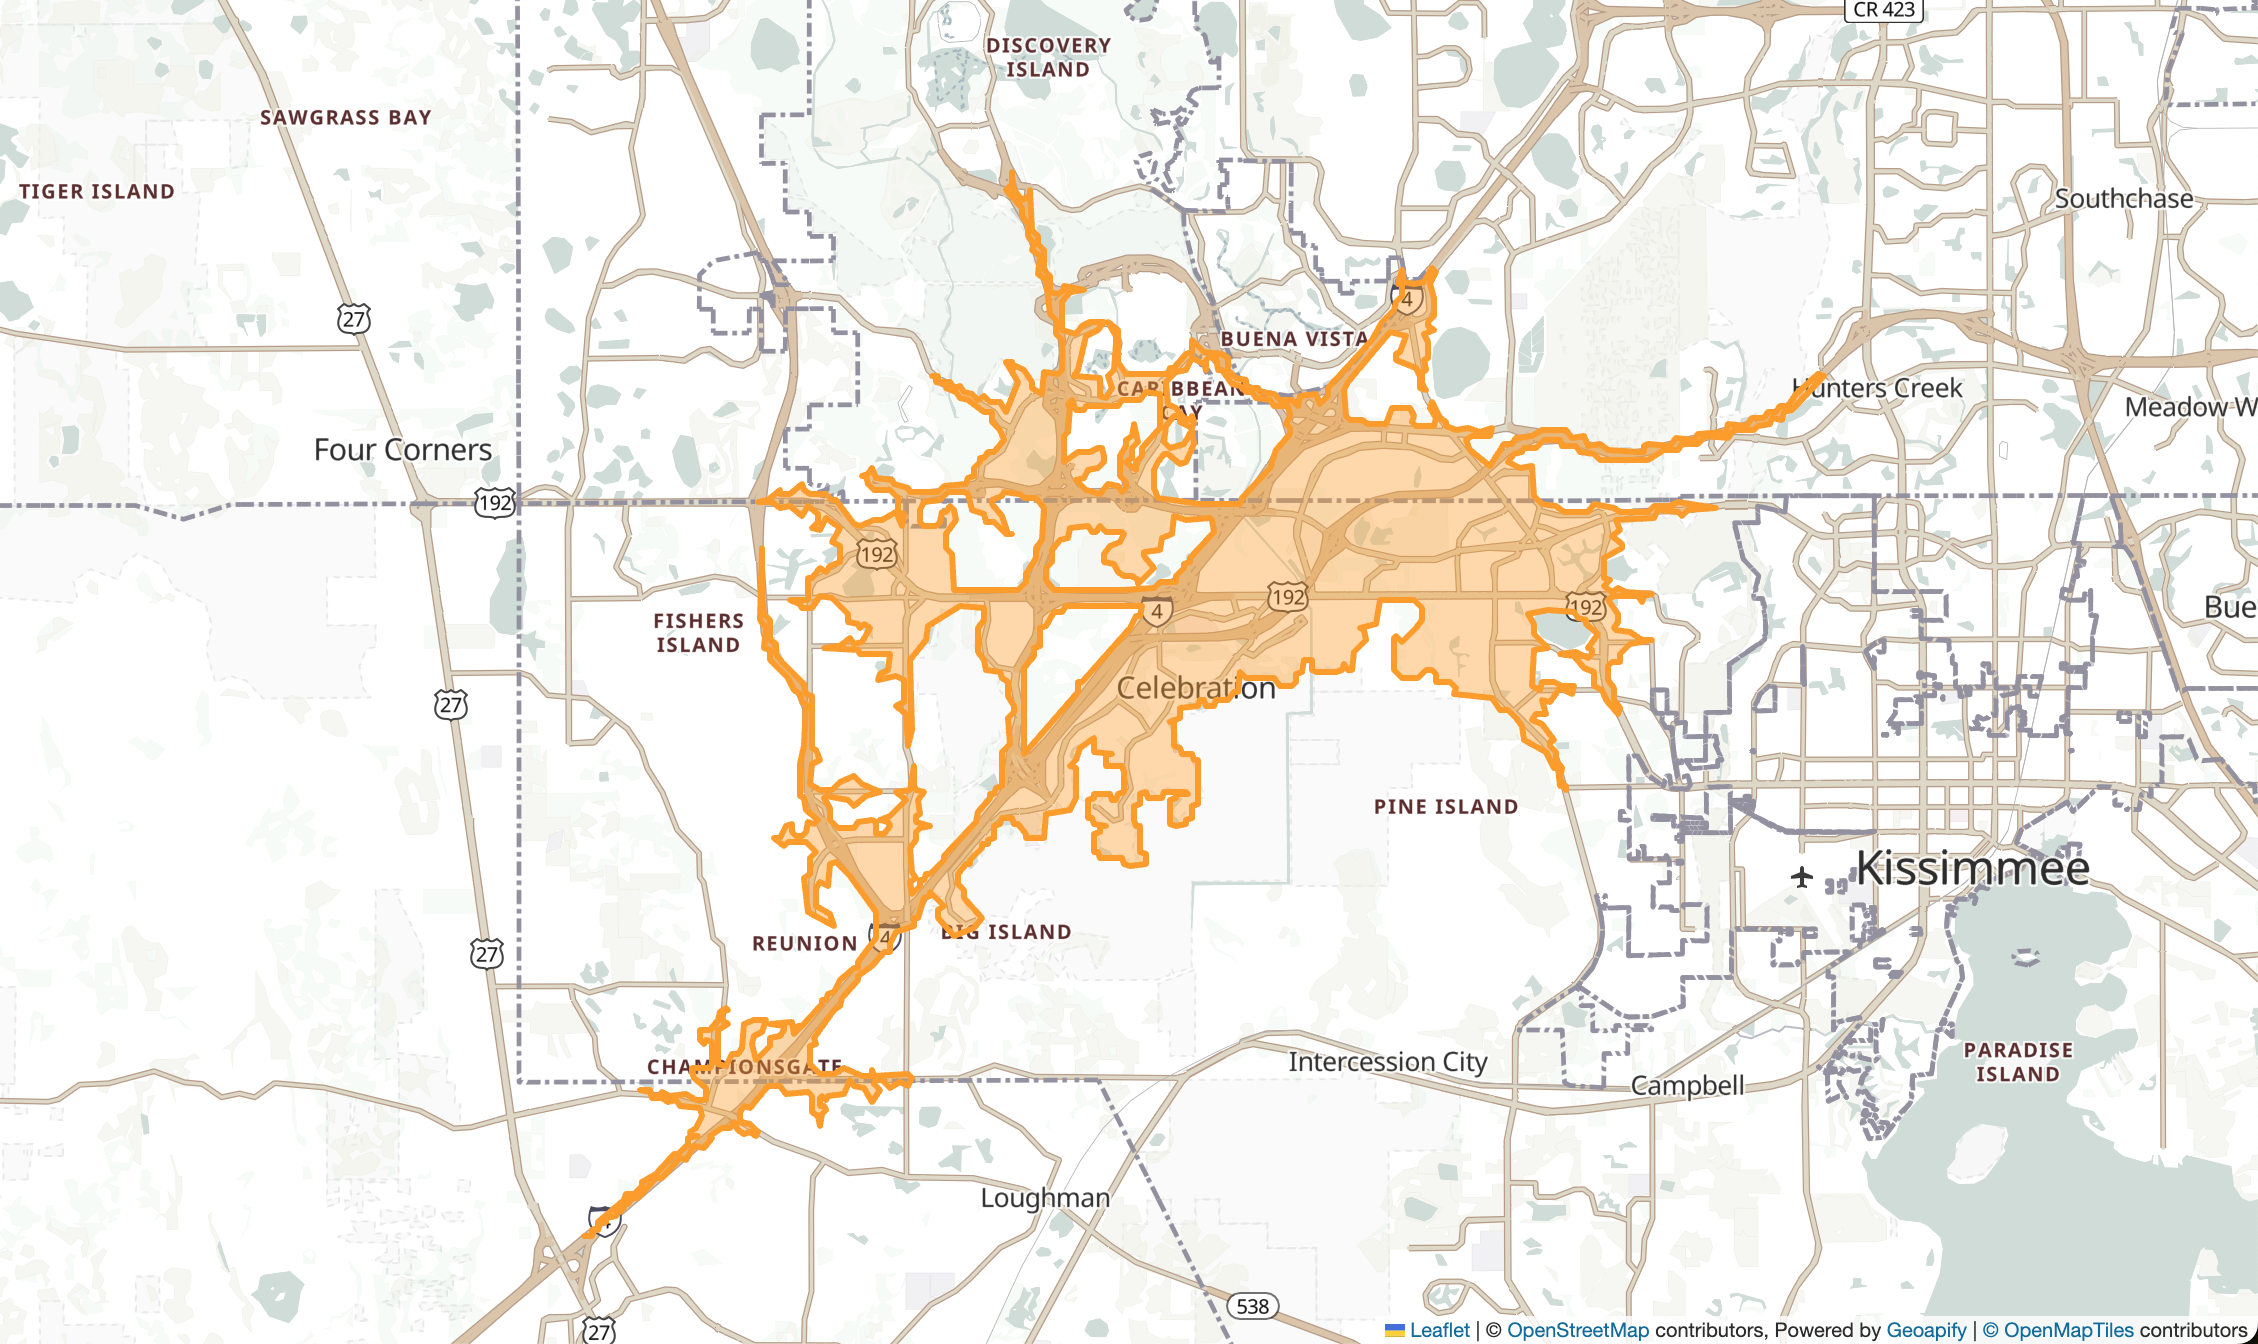 CR 423
DISCOVERY
ISLAND
SAWGRASS BAY
TIGER ISLAND
Southchase
4
27
BUENA VISTA
CARIBBEAN
CAY
Hunters Creek
Meadow W
Four Corners
192
192
192
4
192
Bue
FISHERS
ISLAND
Celebration
27
PINE ISLAND
Kissimmee
BIG ISLAND
REUNION
4
27
CHAMPIONSGATE
Intercession City
Campbell
PARADISE
ISLAND
Loughman
4
538
27
Leaflet | © OpenStreetMap contributors, Powered by Geoapify | © OpenMapTiles contributors